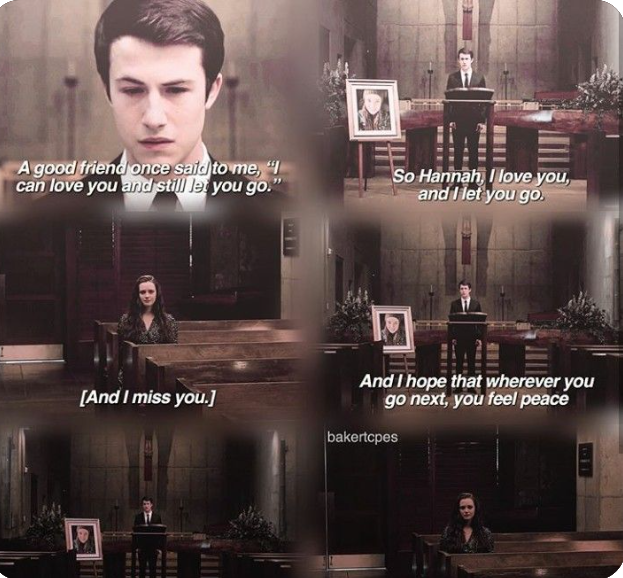 A good friend once said to me, "I
can love you and still let you go."
So Hannah, I love you,
and I let you go.
[And I miss you.]
And I hope that wherever you
go next, you feel peace
bakertcpes